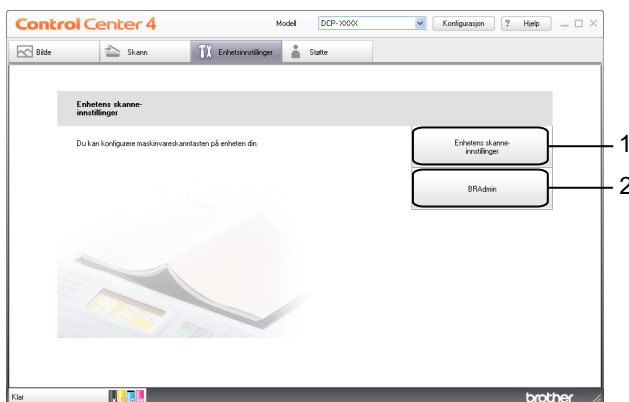 Control Center 4 Modell DCP-XXXX Konfigurasjon ? Hjelp
Bilde Skann Enhetsinnstillinger Støtte
Enhetens skanne-
innstillinger
Du kan konfigurere maskinvareskanntasten på enheten din.
Enhetens skanne-
innstillinger
1
BRAdmin
2
Klar K Y C M brother